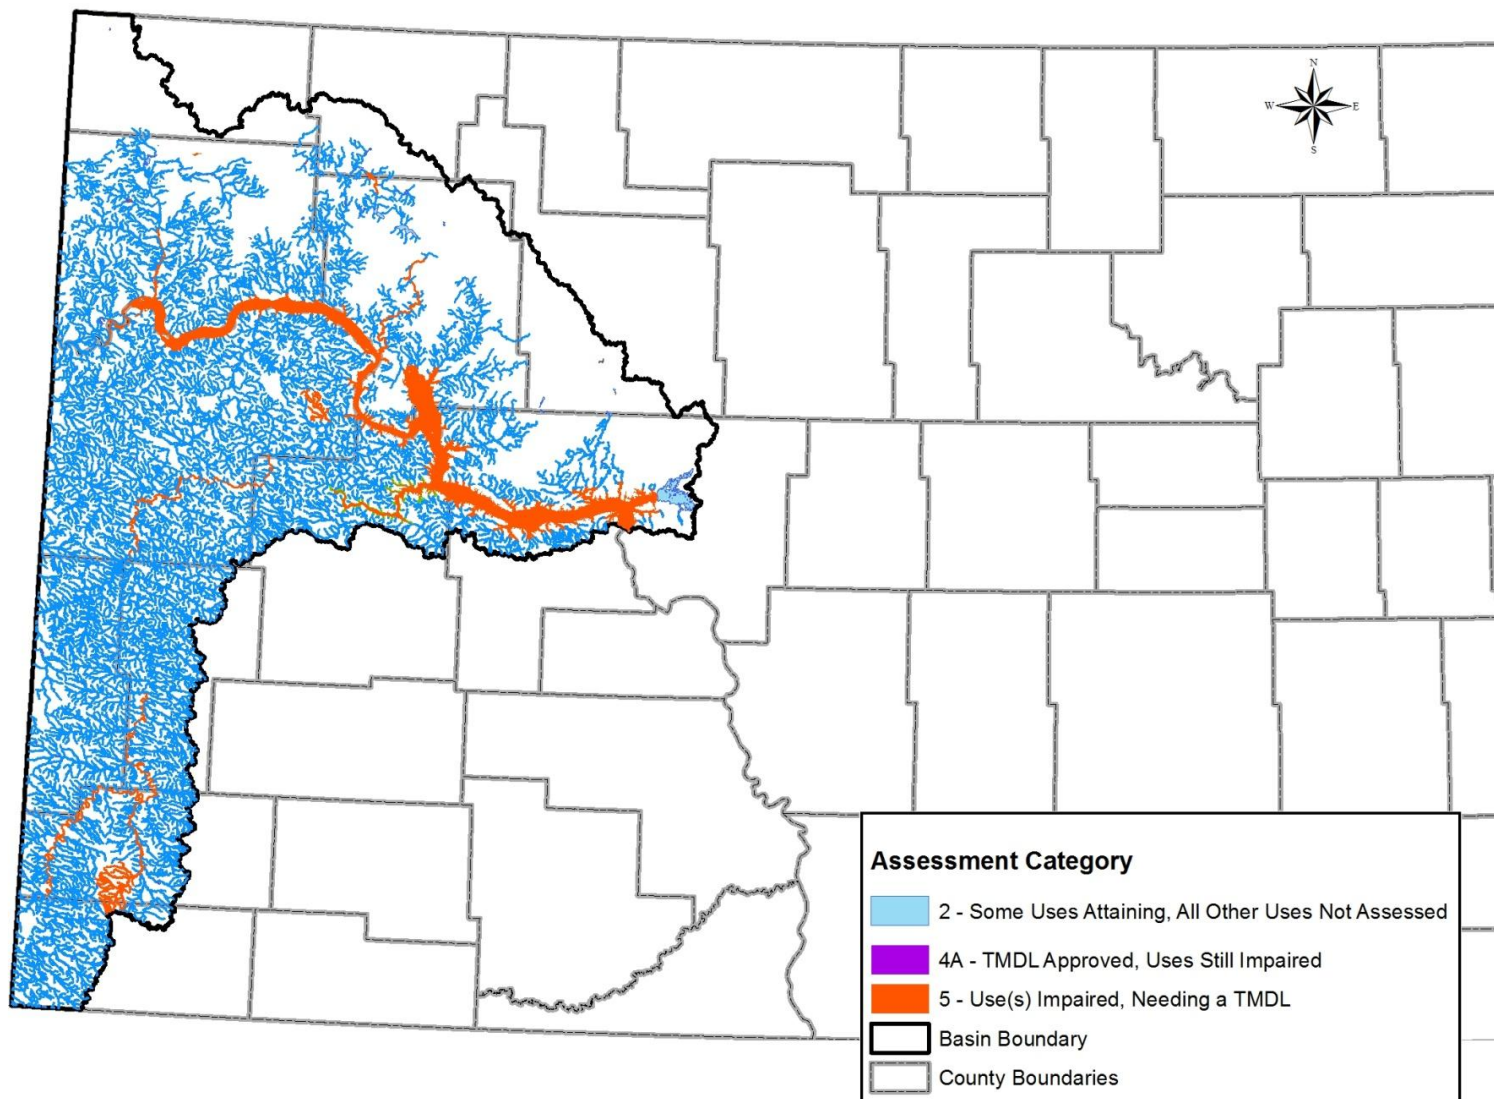 N
W E
S
Assessment Category
2 - Some Uses Attaining, All Other Uses Not Assessed
4A - TMDL Approved, Uses Still Impaired
5 - Use(s) Impaired, Needing a TMDL
Basin Boundary
County Boundaries